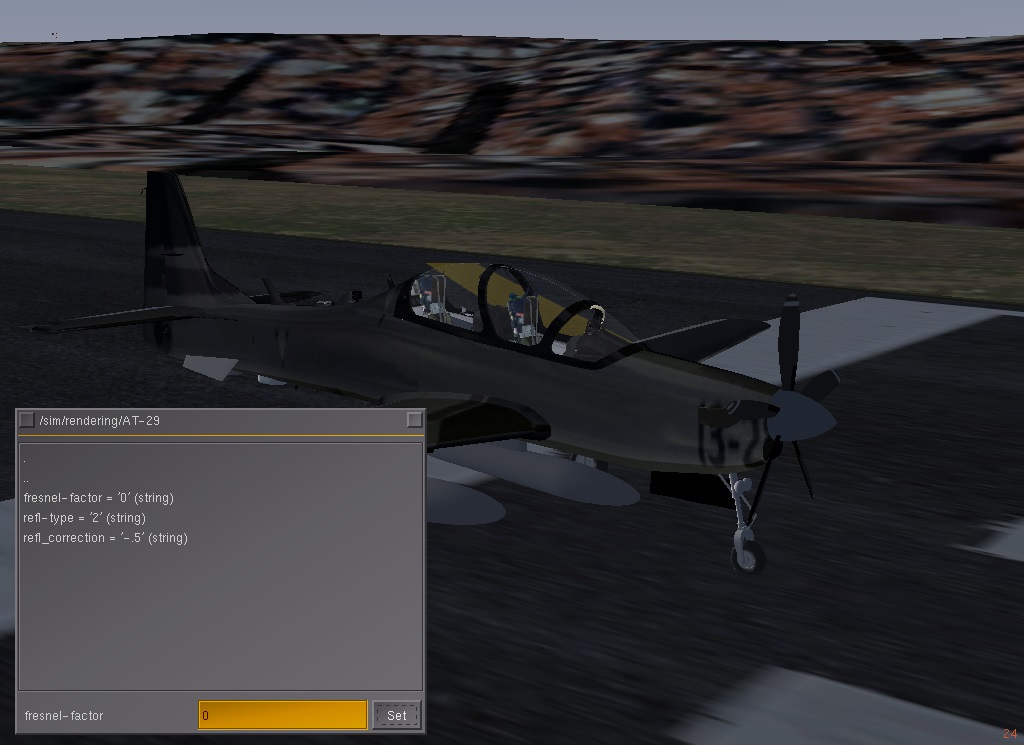 /sim/rendering/AT-29
.
..
fresnel-factor = '0' (string)
refl-type = '2' (string)
refl_correction = '-.5' (string)
fresnel-factor 0 Set
24